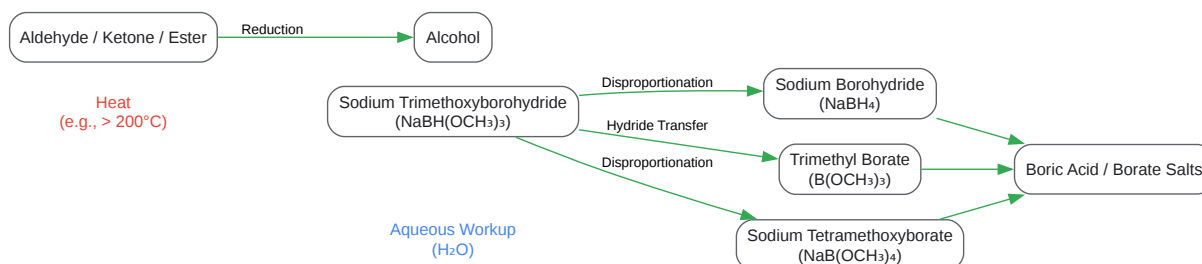 Aldehyde / Ketone / Ester
Reduction
Alcohol
Heat
(e.g., > 200°C)
Sodium Trimethoxyborohydride
(NaBH(OCH₃)₃)
Disproportionation
Hydride Transfer
Disproportionation
Sodium Borohydride
(NaBH₄)
Trimethyl Borate
(B(OCH₃)₃)
Boric Acid / Borate Salts
Aqueous Workup
(H₂O)
Sodium Tetramethoxyborate
(NaB(OCH₃)₄)